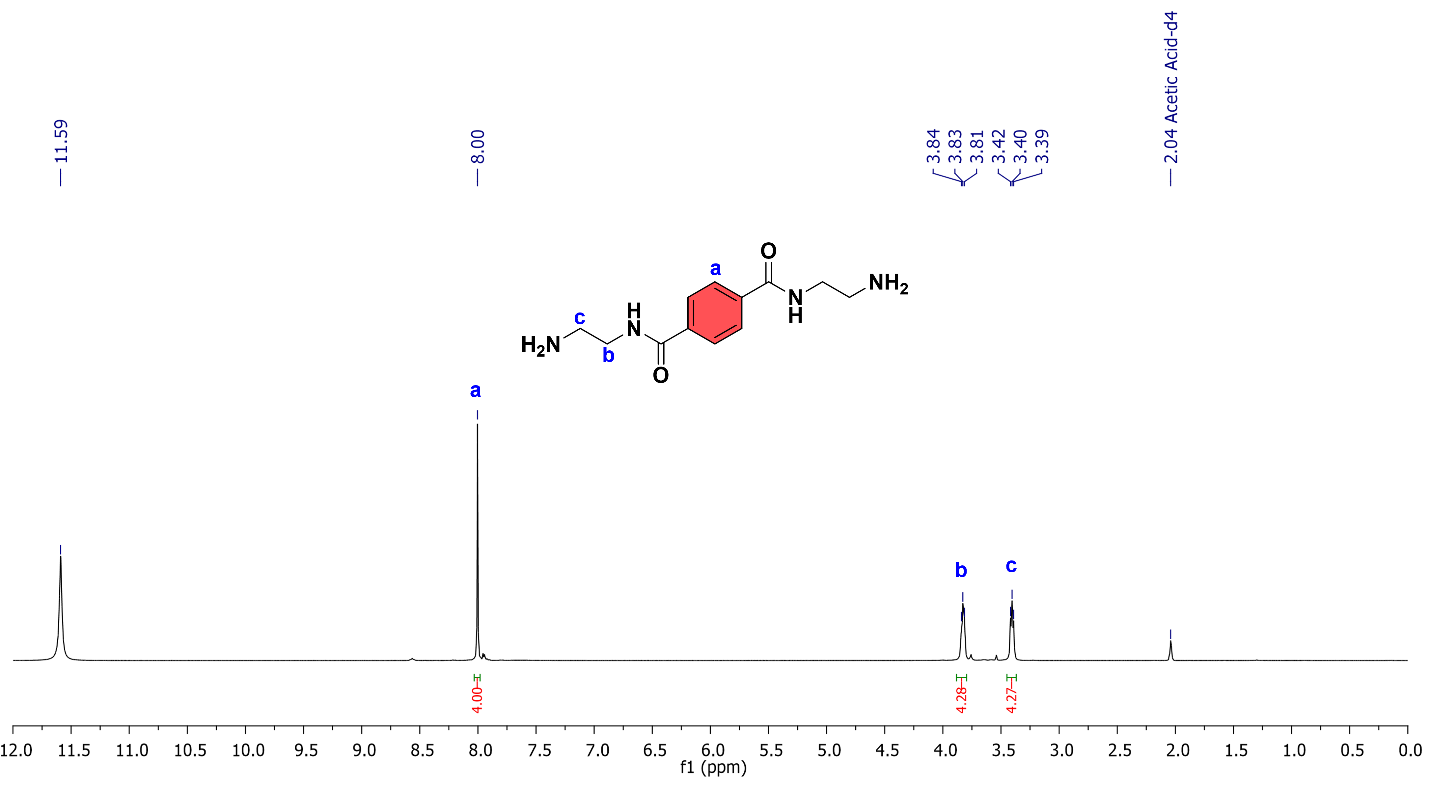 11.59
8.00
3.84
3.83
3.81
3.42
3.40
3.39
2.04 Acetic Acid-d4
O
a
NH2
N
H
H
N
c
H2N
b
O
a
b
c
4.00
4.28
4.27
12.0 11.5 11.0 10.5 10.0 9.5 9.0 8.5 8.0 7.5 7.0 6.5 6.0 5.5 5.0 4.5 4.0 3.5 3.0 2.5 2.0 1.5 1.0 0.5 0.0
f1 (ppm)